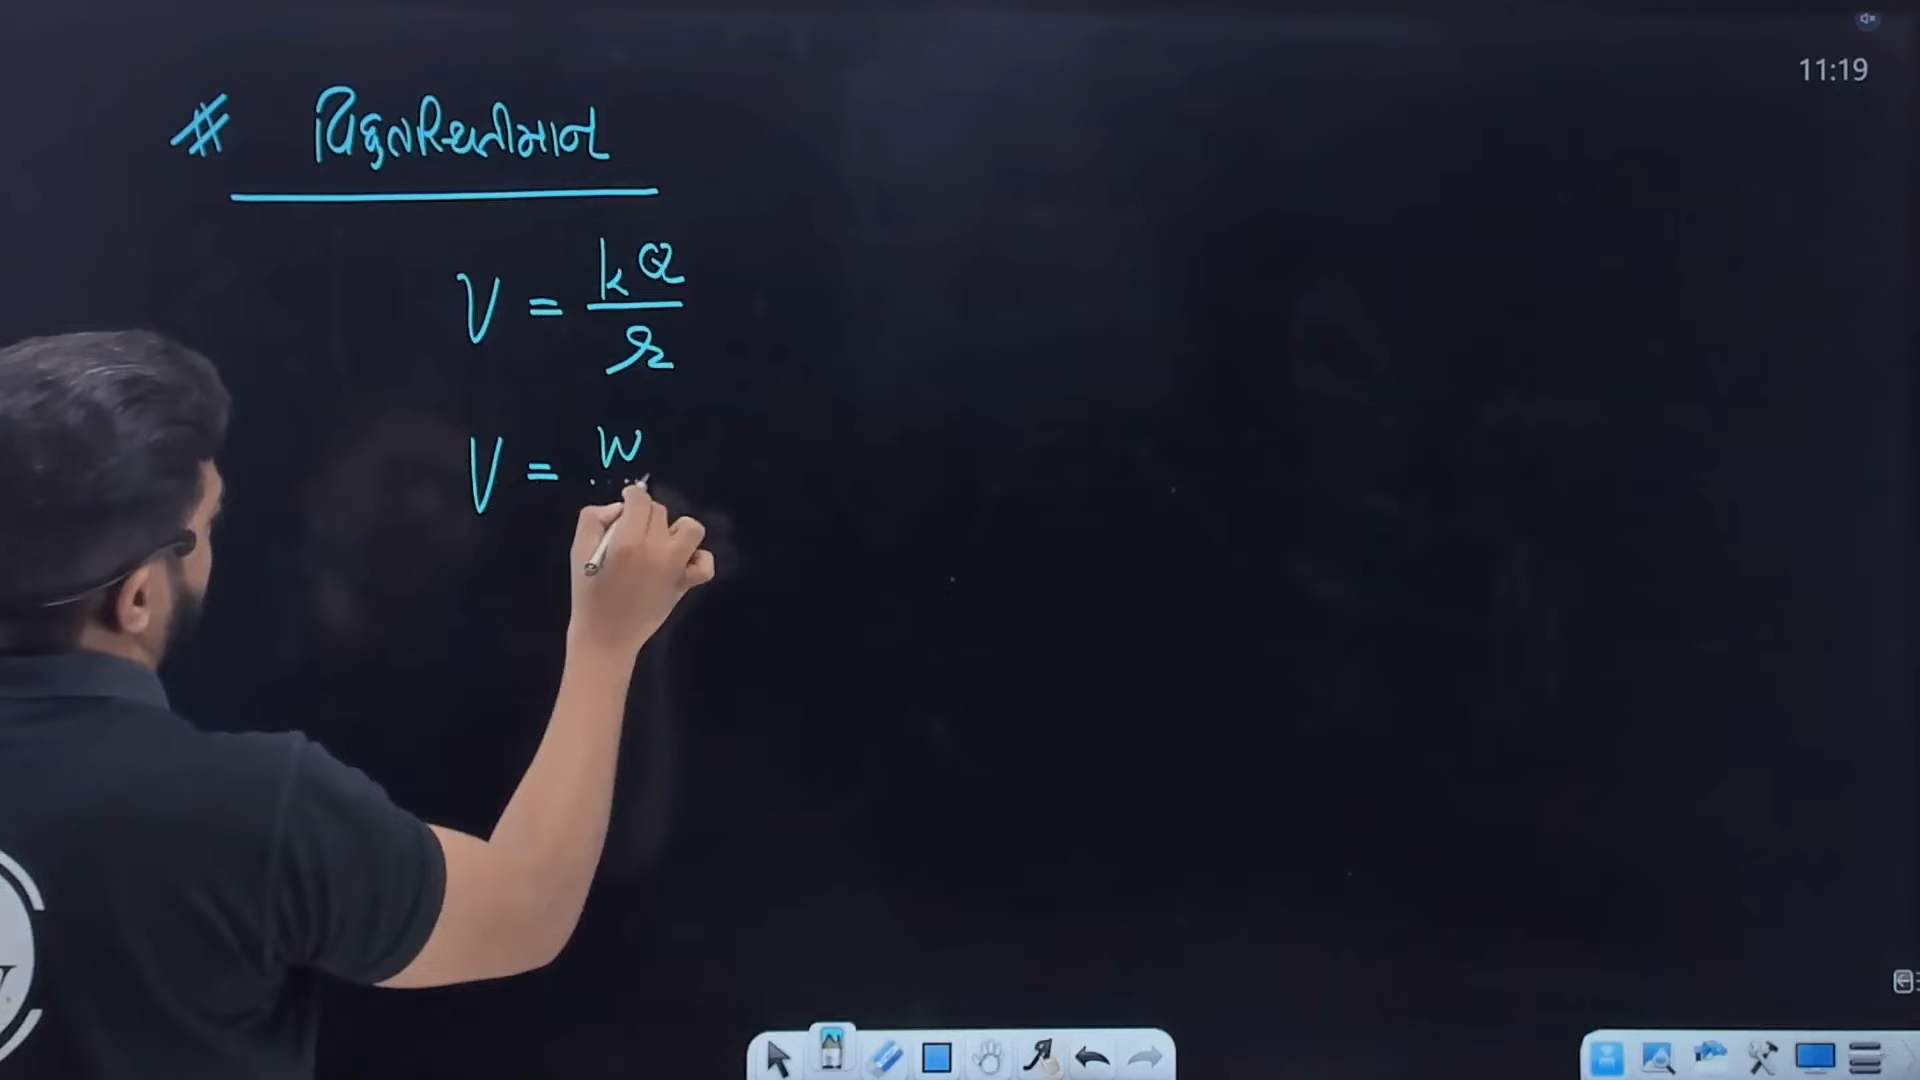 11:19
# વિદ્યુતસ્થિતીમાન
V = kQ / r
V = W